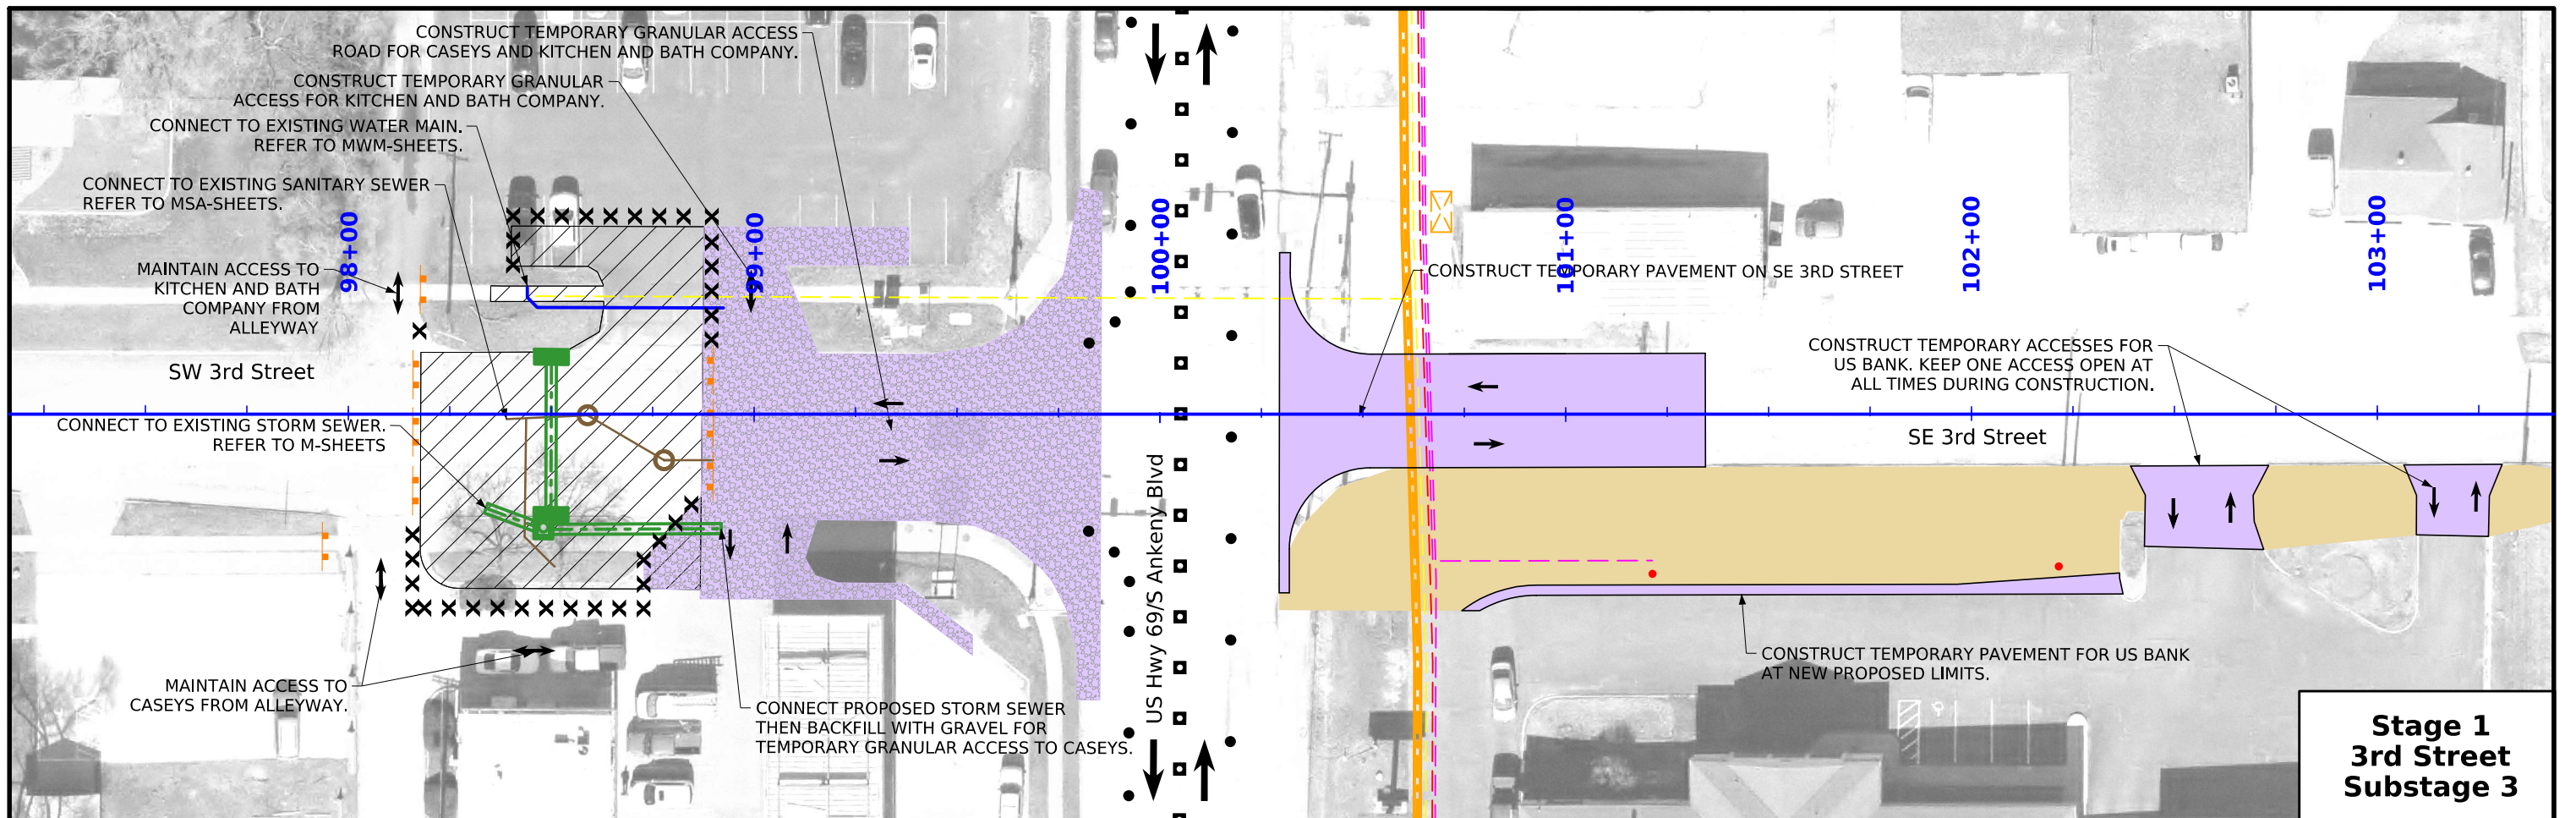 CONSTRUCT TEMPORARY GRANULAR ACCESS
ROAD FOR CASEYS AND KITCHEN AND BATH COMPANY.
CONSTRUCT TEMPORARY GRANULAR
ACCESS FOR KITCHEN AND BATH COMPANY.
CONNECT TO EXISTING WATER MAIN.
REFER TO MWM-SHEETS.
CONNECT TO EXISTING SANITARY SEWER
REFER TO MSA-SHEETS.
MAINTAIN ACCESS TO
KITCHEN AND BATH
COMPANY FROM
ALLEYWAY
98+00
99+00
100+00
101+00
102+00
103+00
CONSTRUCT TEMPORARY PAVEMENT ON SE 3RD STREET
CONSTRUCT TEMPORARY ACCESSES FOR
US BANK. KEEP ONE ACCESS OPEN AT
ALL TIMES DURING CONSTRUCTION.
SW 3rd Street
SE 3rd Street
CONNECT TO EXISTING STORM SEWER.
REFER TO M-SHEETS
US Hwy 69/S Ankeny Blvd
MAINTAIN ACCESS TO
CASEYS FROM ALLEYWAY.
CONNECT PROPOSED STORM SEWER
THEN BACKFILL WITH GRAVEL FOR
TEMPORARY GRANULAR ACCESS TO CASEYS.
CONSTRUCT TEMPORARY PAVEMENT FOR US BANK
AT NEW PROPOSED LIMITS.
Stage 1
3rd Street
Substage 3